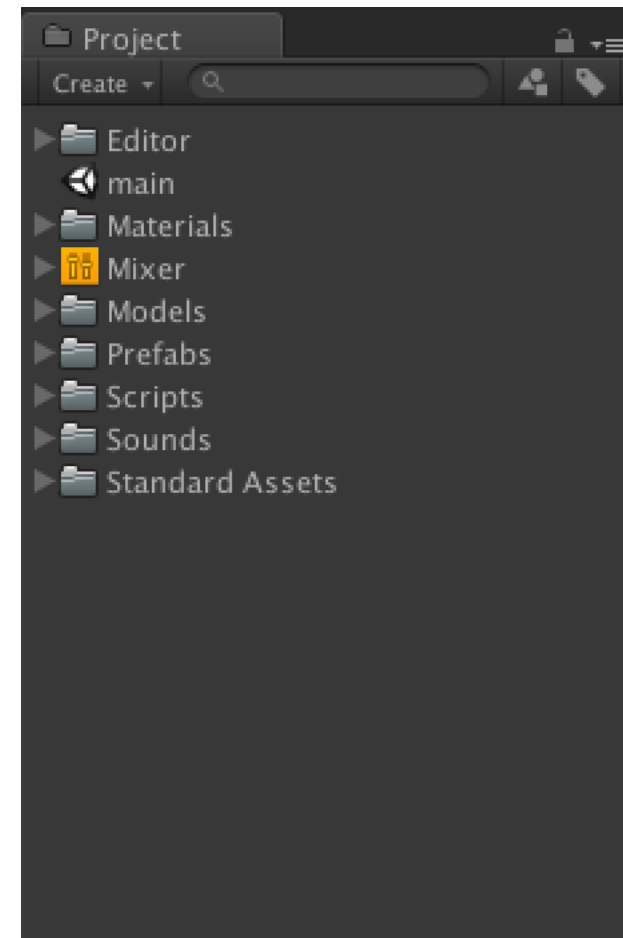 Project
Create
Editor
main
Materials
Mixer
Models
Prefabs
Scripts
Sounds
Standard Assets